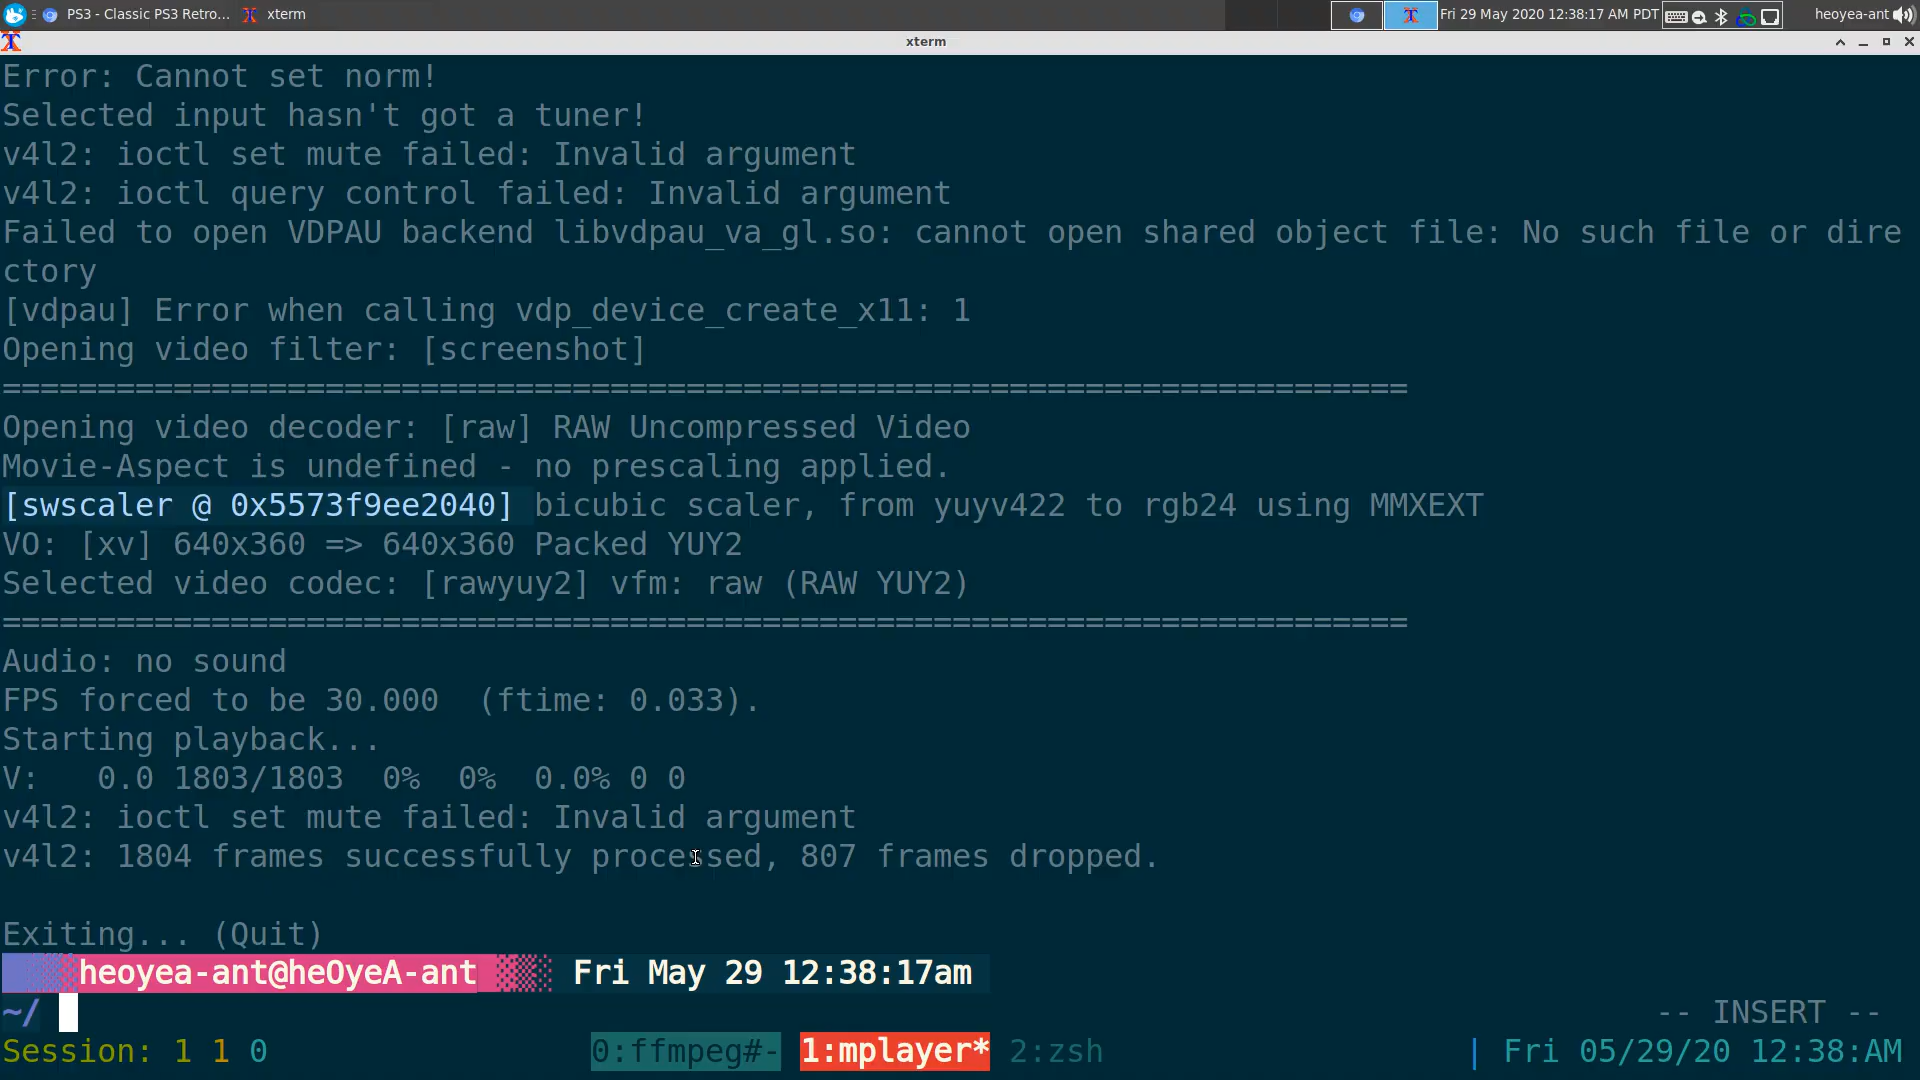 PS3 - Classic PS3 Retro... xterm Fri 29 May 2020 12:38:17 AM PDT heoyea-ant
xterm
Error: Cannot set norm!
Selected input hasn't got a tuner!
v4l2: ioctl set mute failed: Invalid argument
v4l2: ioctl query control failed: Invalid argument
Failed to open VDPAU backend libvdpau_va_gl.so: cannot open shared object file: No such file or dire
ctory
[vdpau] Error when calling vdp_device_create_x11: 1
Opening video filter: [screenshot]
==========================================================================
Opening video decoder: [raw] RAW Uncompressed Video
Movie-Aspect is undefined - no prescaling applied.
[swscaler @ 0x5573f9ee2040] bicubic scaler, from yuyv422 to rgb24 using MMXEXT
VO: [xv] 640x360 => 640x360 Packed YUY2
Selected video codec: [rawyuy2] vfm: raw (RAW YUY2)
==========================================================================
Audio: no sound
FPS forced to be 30.000  (ftime: 0.033).
Starting playback...
V:   0.0 1803/1803  0%  0%  0.0% 0 0
v4l2: ioctl set mute failed: Invalid argument
v4l2: 1804 frames successfully processed, 807 frames dropped.
Exiting... (Quit)
heoyea-ant@heOyeA-ant Fri May 29 12:38:17am
~/ -- INSERT --
Session: 1 1 0 0:ffmpeg#- 1:mplayer* 2:zsh | Fri 05/29/20 12:38:AM